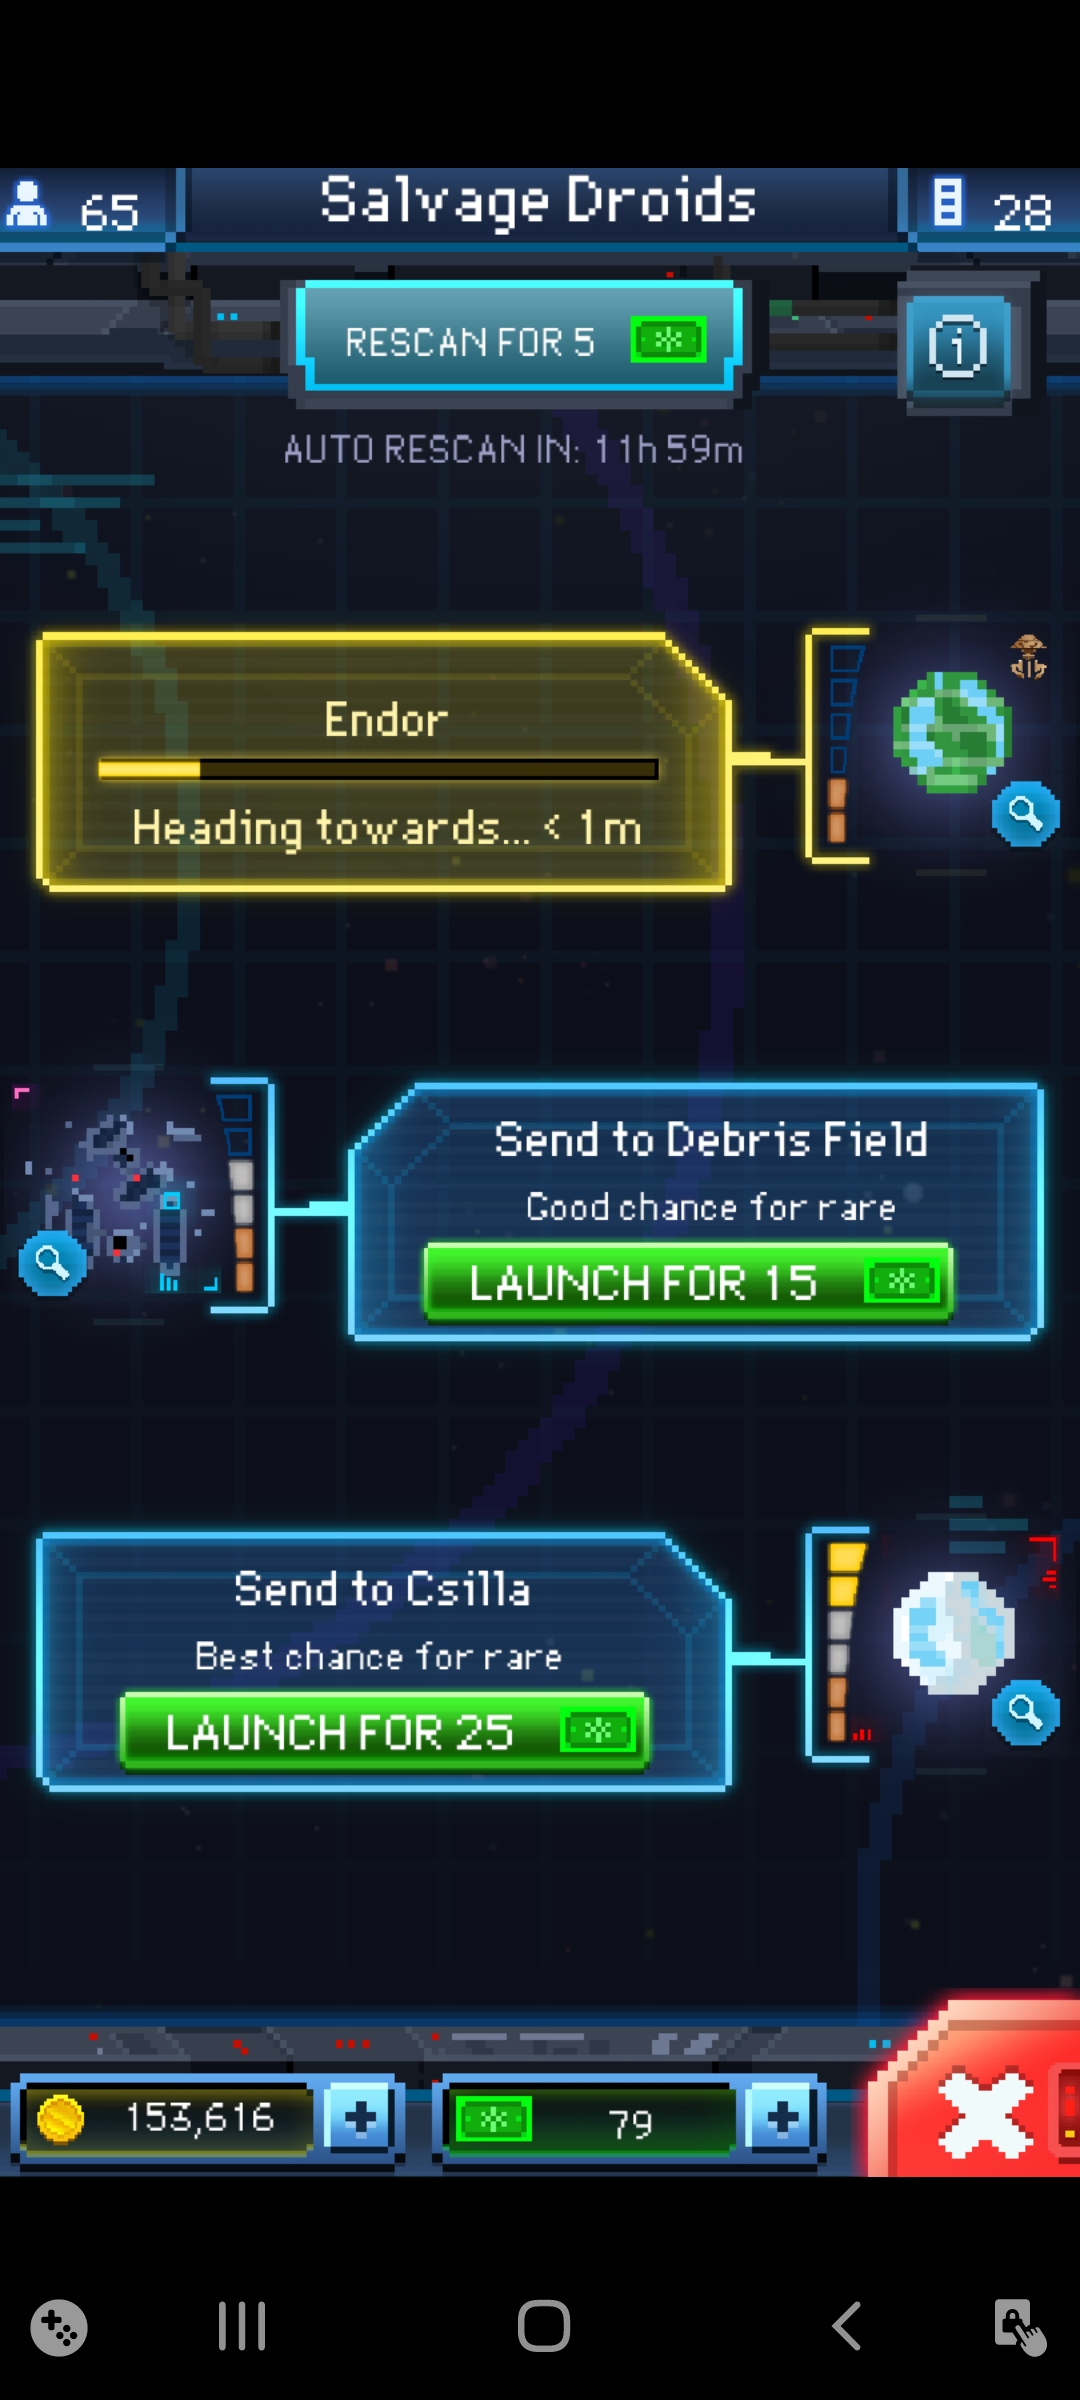 65
Salvage Droids
28
RESCAN FOR 5
AUTO RESCAN IN: 11h 59m
Endor
Heading towards... < 1m
Send to Debris Field
Good chance for rare
LAUNCH FOR 15
Send to Csilla
Best chance for rare
LAUNCH FOR 25
153,616
79